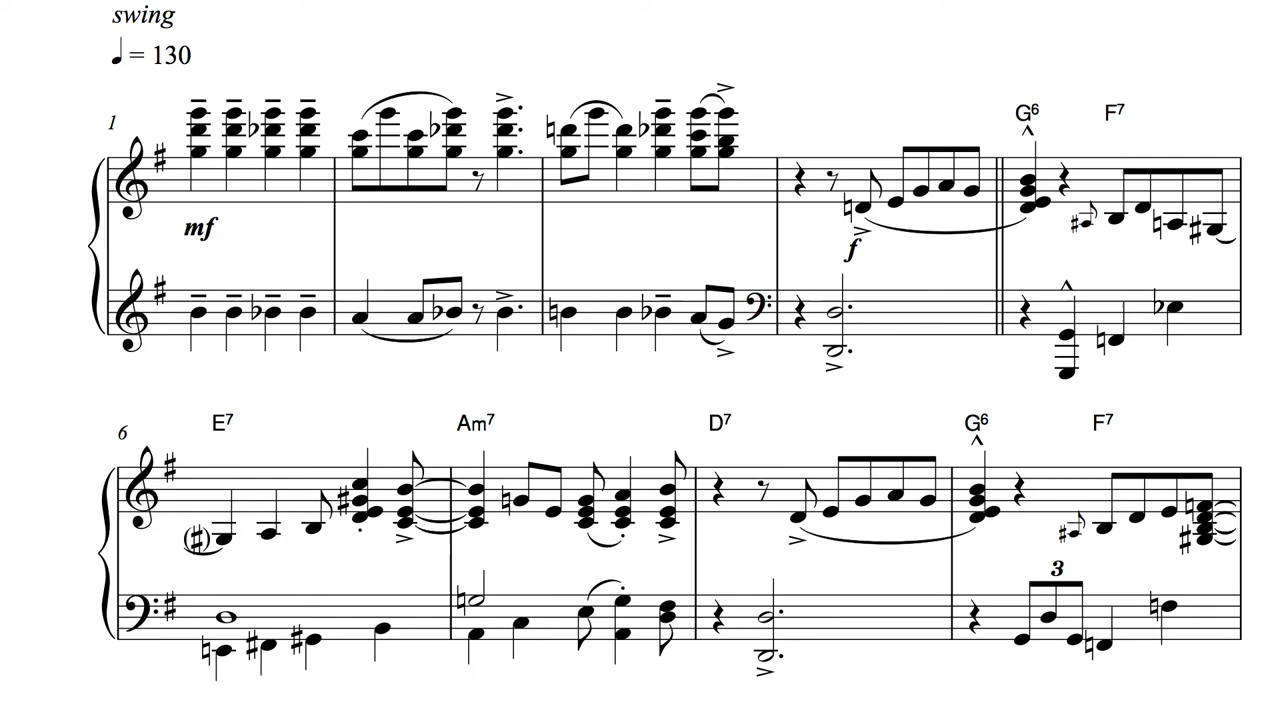 swing
♩ = 130
1
G6 F7
mf
f
6
E7 Am7 D7 G6 F7
3